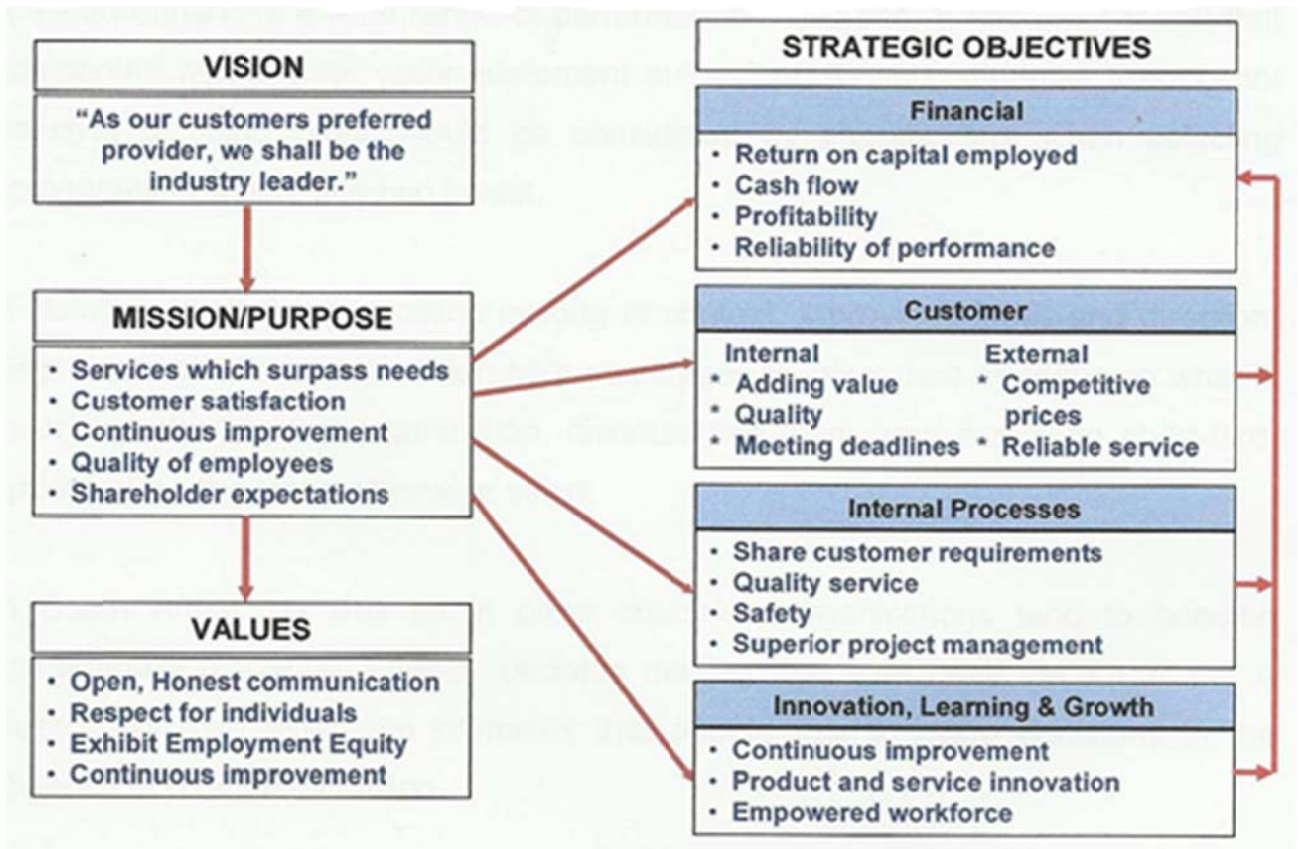 VISION
“As our customers preferred
provider, we shall be the
industry leader.”
MISSION/PURPOSE
• Services which surpass needs
• Customer satisfaction
• Continuous improvement
• Quality of employees
• Shareholder expectations
VALUES
• Open, Honest communication
• Respect for individuals
• Exhibit Employment Equity
• Continuous improvement
STRATEGIC OBJECTIVES
Financial
• Return on capital employed
• Cash flow
• Profitability
• Reliability of performance
Customer
Internal
* Adding value
* Quality
* Meeting deadlines
External
* Competitive
prices
* Reliable service
Internal Processes
• Share customer requirements
• Quality service
• Safety
• Superior project management
Innovation, Learning & Growth
• Continuous improvement
• Product and service innovation
• Empowered workforce